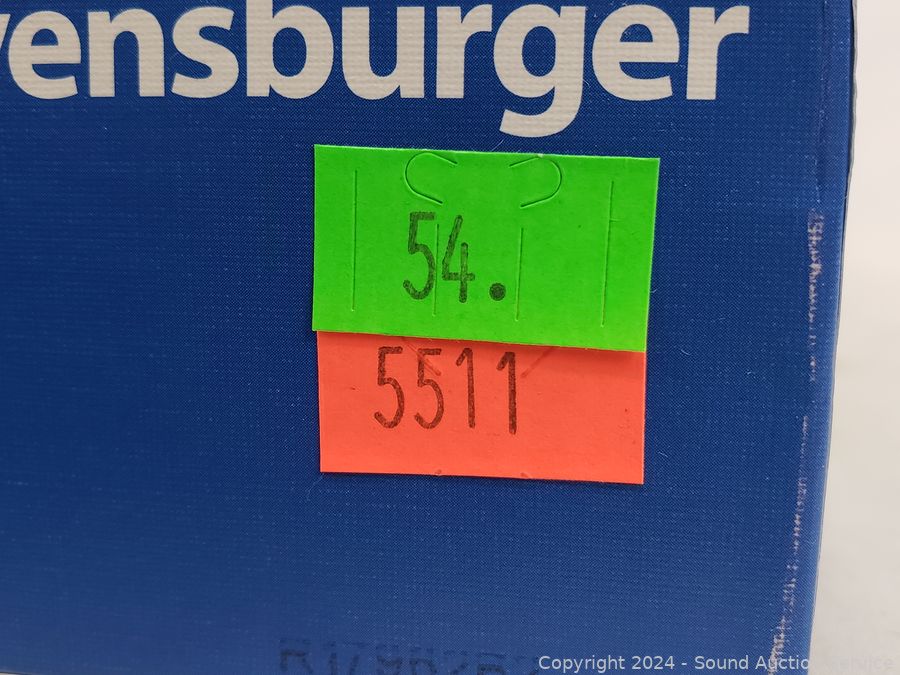 vensburger
54.
5511
Copyright 2024 - Sound Auction Service